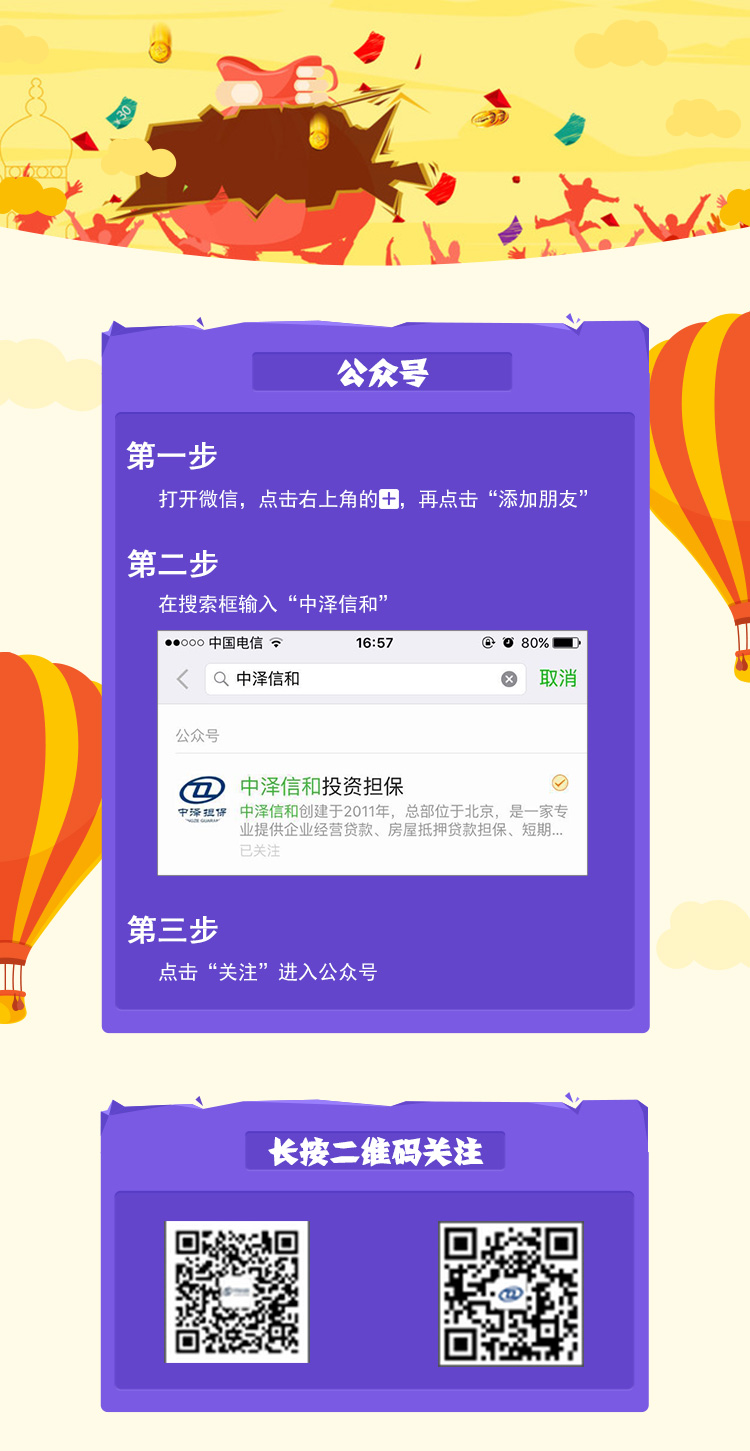 ¥30
公众号
第一步
打开微信，点击右上角的+，再点击“添加朋友”
第二步
在搜索框输入“中泽信和”
中国电信 16:57 80%
中泽信和 取消
公众号
中泽信和投资担保
中泽担保
中泽信和创建于2011年，总部位于北京，是一家专
业提供企业经营贷款、房屋抵押贷款担保、短期...
已关注
第三步
点击“关注”进入公众号
长按二维码关注